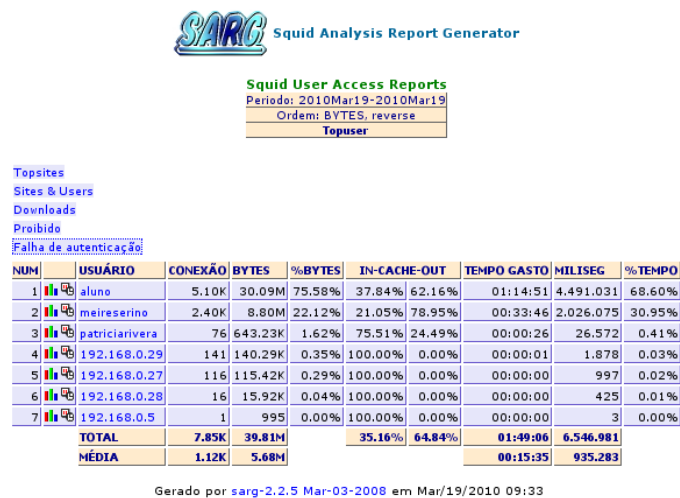 SARG Squid Analysis Report Generator
Squid User Access Reports
Periodo: 2010Mar19-2010Mar19
Ordem: BYTES, reverse
Topuser
Topsites
Sites & Users
Downloads
Proibido
Falha de autenticação
NUM USUÁRIO CONEXÃO BYTES %BYTES IN-CACHE-OUT TEMPO GASTO MILISEG %TEMPO
1 aluno 5.10K 30.09M 75.58% 37.84% 62.16% 01:14:51 4.491.031 68.60%
2 meireserino 2.40K 8.80M 22.12% 21.05% 78.95% 00:33:46 2.026.075 30.95%
3 patriciarivera 76 643.23K 1.62% 75.51% 24.49% 00:00:26 26.572 0.41%
4 192.168.0.29 141 140.29K 0.35% 100.00% 0.00% 00:00:01 1.878 0.03%
5 192.168.0.27 116 115.42K 0.29% 100.00% 0.00% 00:00:00 997 0.02%
6 192.168.0.28 16 15.92K 0.04% 100.00% 0.00% 00:00:00 425 0.01%
7 192.168.0.5 1 995 0.00% 100.00% 0.00% 00:00:00 3 0.00%
TOTAL 7.85K 39.81M 35.16% 64.84% 01:49:06 6.546.981
MÉDIA 1.12K 5.68M 00:15:35 935.283
Gerado por sarg-2.2.5 Mar-03-2008 em Mar/19/2010 09:33